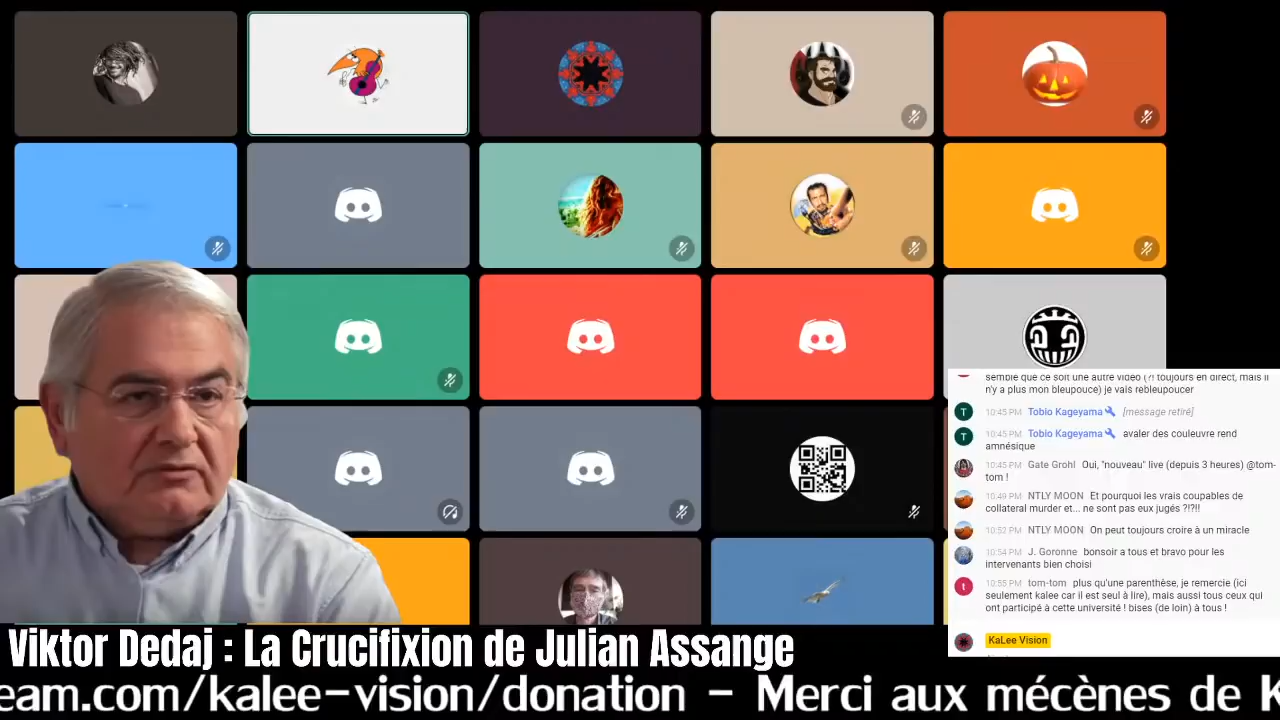 semble que ce soit une autre vidéo (?! toujours en direct, mais il
n'y a plus mon bleupouce) je vais rebleupoucer
T 10:45 PM Tobio Kageyama [message retiré]
T 10:45 PM Tobio Kageyama avaler des couleuvre rend
amnésique
10:45 PM Gate Grohl Oui, "nouveau" live (depuis 3 heures) @tom-
tom !
10:49 PM NTLY MOON Et pourquoi les vrais coupables de
collateral murder et... ne sont pas eux jugés ?!?!!
10:52 PM NTLY MOON On peut toujours croire à un miracle
10:54 PM J. Goronne bonsoir a tous et bravo pour les
intervenants bien choisi
t 10:55 PM tom-tom plus qu'une parenthèse, je remercie (ici
seulement kalee car il est seul à lire), mais aussi tous ceux qui
ont participé à cette université ! bises (de loin) à tous !
KaLee Vision
Viktor Dedaj : La Crucifixion de Julian Assange
eam.com/kalee-vision/donation - Merci aux mécènes de K